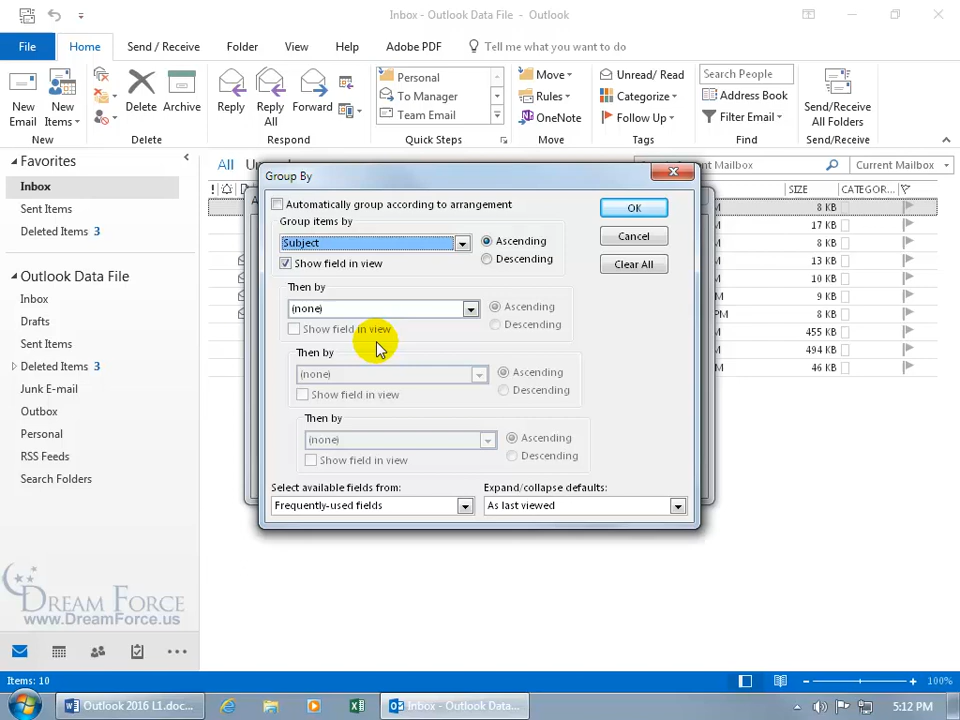 Inbox - Outlook Data File - Outlook
File Home Send / Receive Folder View Help Adobe PDF Tell me what you want to do
New Email
New Items
Delete Archive
Reply
Reply All
Forward
Personal
To Manager
Team Email
Move
Rules
OneNote
Unread/ Read
Categorize
Follow Up
Search People
Address Book
Filter Email
Send/Receive All Folders
New Delete Respond Quick Steps Move Tags Find Send/Receive
Favorites
Inbox
Sent Items
Deleted Items 3
Outlook Data File
Inbox
Drafts
Sent Items
Deleted Items 3
Junk E-mail
Outbox
Personal
RSS Feeds
Search Folders
All
Current Mailbox
SIZE CATEGOR...
8 KB
17 KB
8 KB
13 KB
10 KB
9 KB
8 KB
455 KB
494 KB
46 KB
Group By
Automatically group according to arrangement
Group items by
Subject
Ascending
Descending
Show field in view
OK
Cancel
Clear All
Then by
(none)
Ascending
Descending
Show field in view
Then by
(none)
Ascending
Descending
Show field in view
Then by
(none)
Ascending
Descending
Show field in view
Select available fields from:
Frequently-used fields
Expand/collapse defaults:
As last viewed
DREAM FORCE
www.DreamForce.us
Items: 10
100%
Outlook 2016 L1.doc...
Inbox - Outlook Data...
5:12 PM